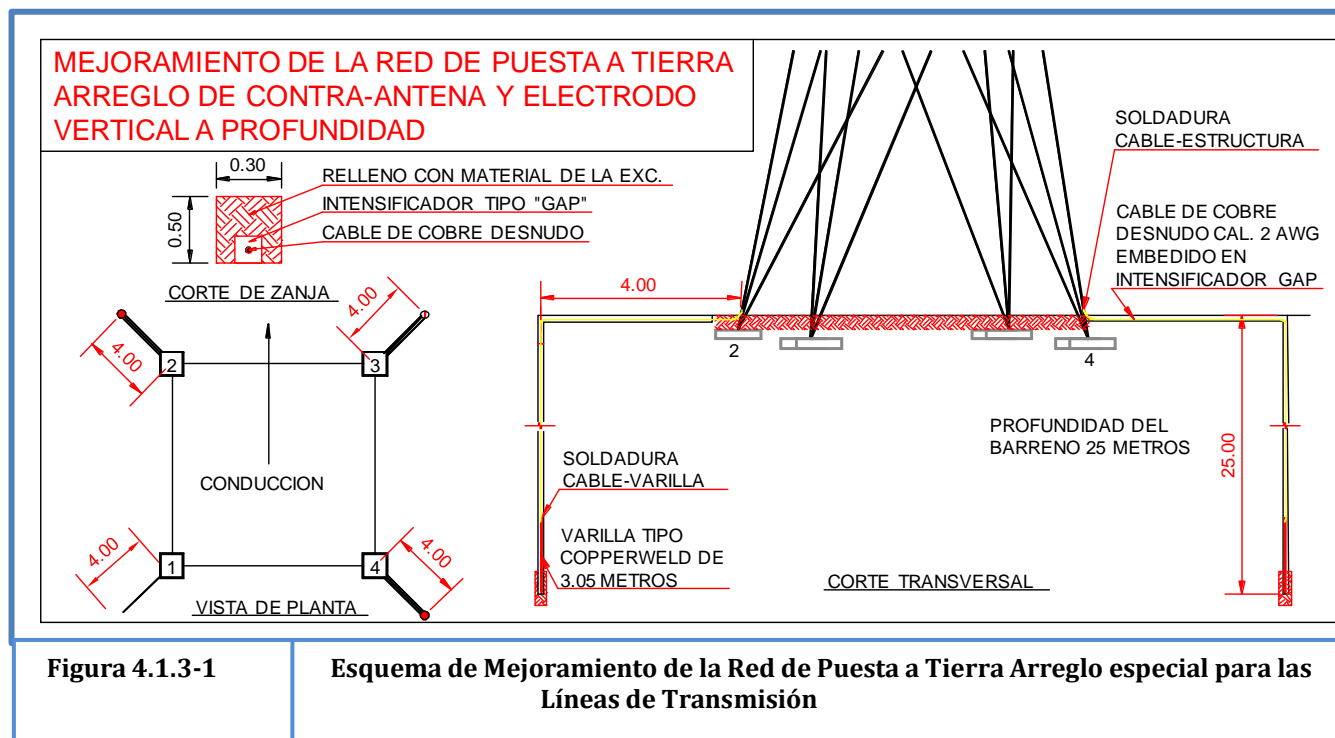 MEJORAMIENTO DE LA RED DE PUESTA A TIERRA
ARREGLO DE CONTRA-ANTENA Y ELECTRODO
VERTICAL A PROFUNDIDAD
0.30
0.50
RELLENO CON MATERIAL DE LA EXC.
INTENSIFICADOR TIPO "GAP"
CABLE DE COBRE DESNUDO
CORTE DE ZANJA
4.00
4.00
2
3
CONDUCCION
4.00
4.00
1
4
VISTA DE PLANTA
SOLDADURA
CABLE-ESTRUCTURA
CABLE DE COBRE
DESNUDO CAL. 2 AWG
EMBEDIDO EN
INTENSIFICADOR GAP
4.00
2
4
PROFUNDIDAD DEL
BARRENO 25 METROS
25.00
SOLDADURA
CABLE-VARILLA
VARILLA TIPO
COPPERWELD DE
3.05 METROS
CORTE TRANSVERSAL
Figura 4.1.3-1
Esquema de Mejoramiento de la Red de Puesta a Tierra Arreglo especial para las
Líneas de Transmisión